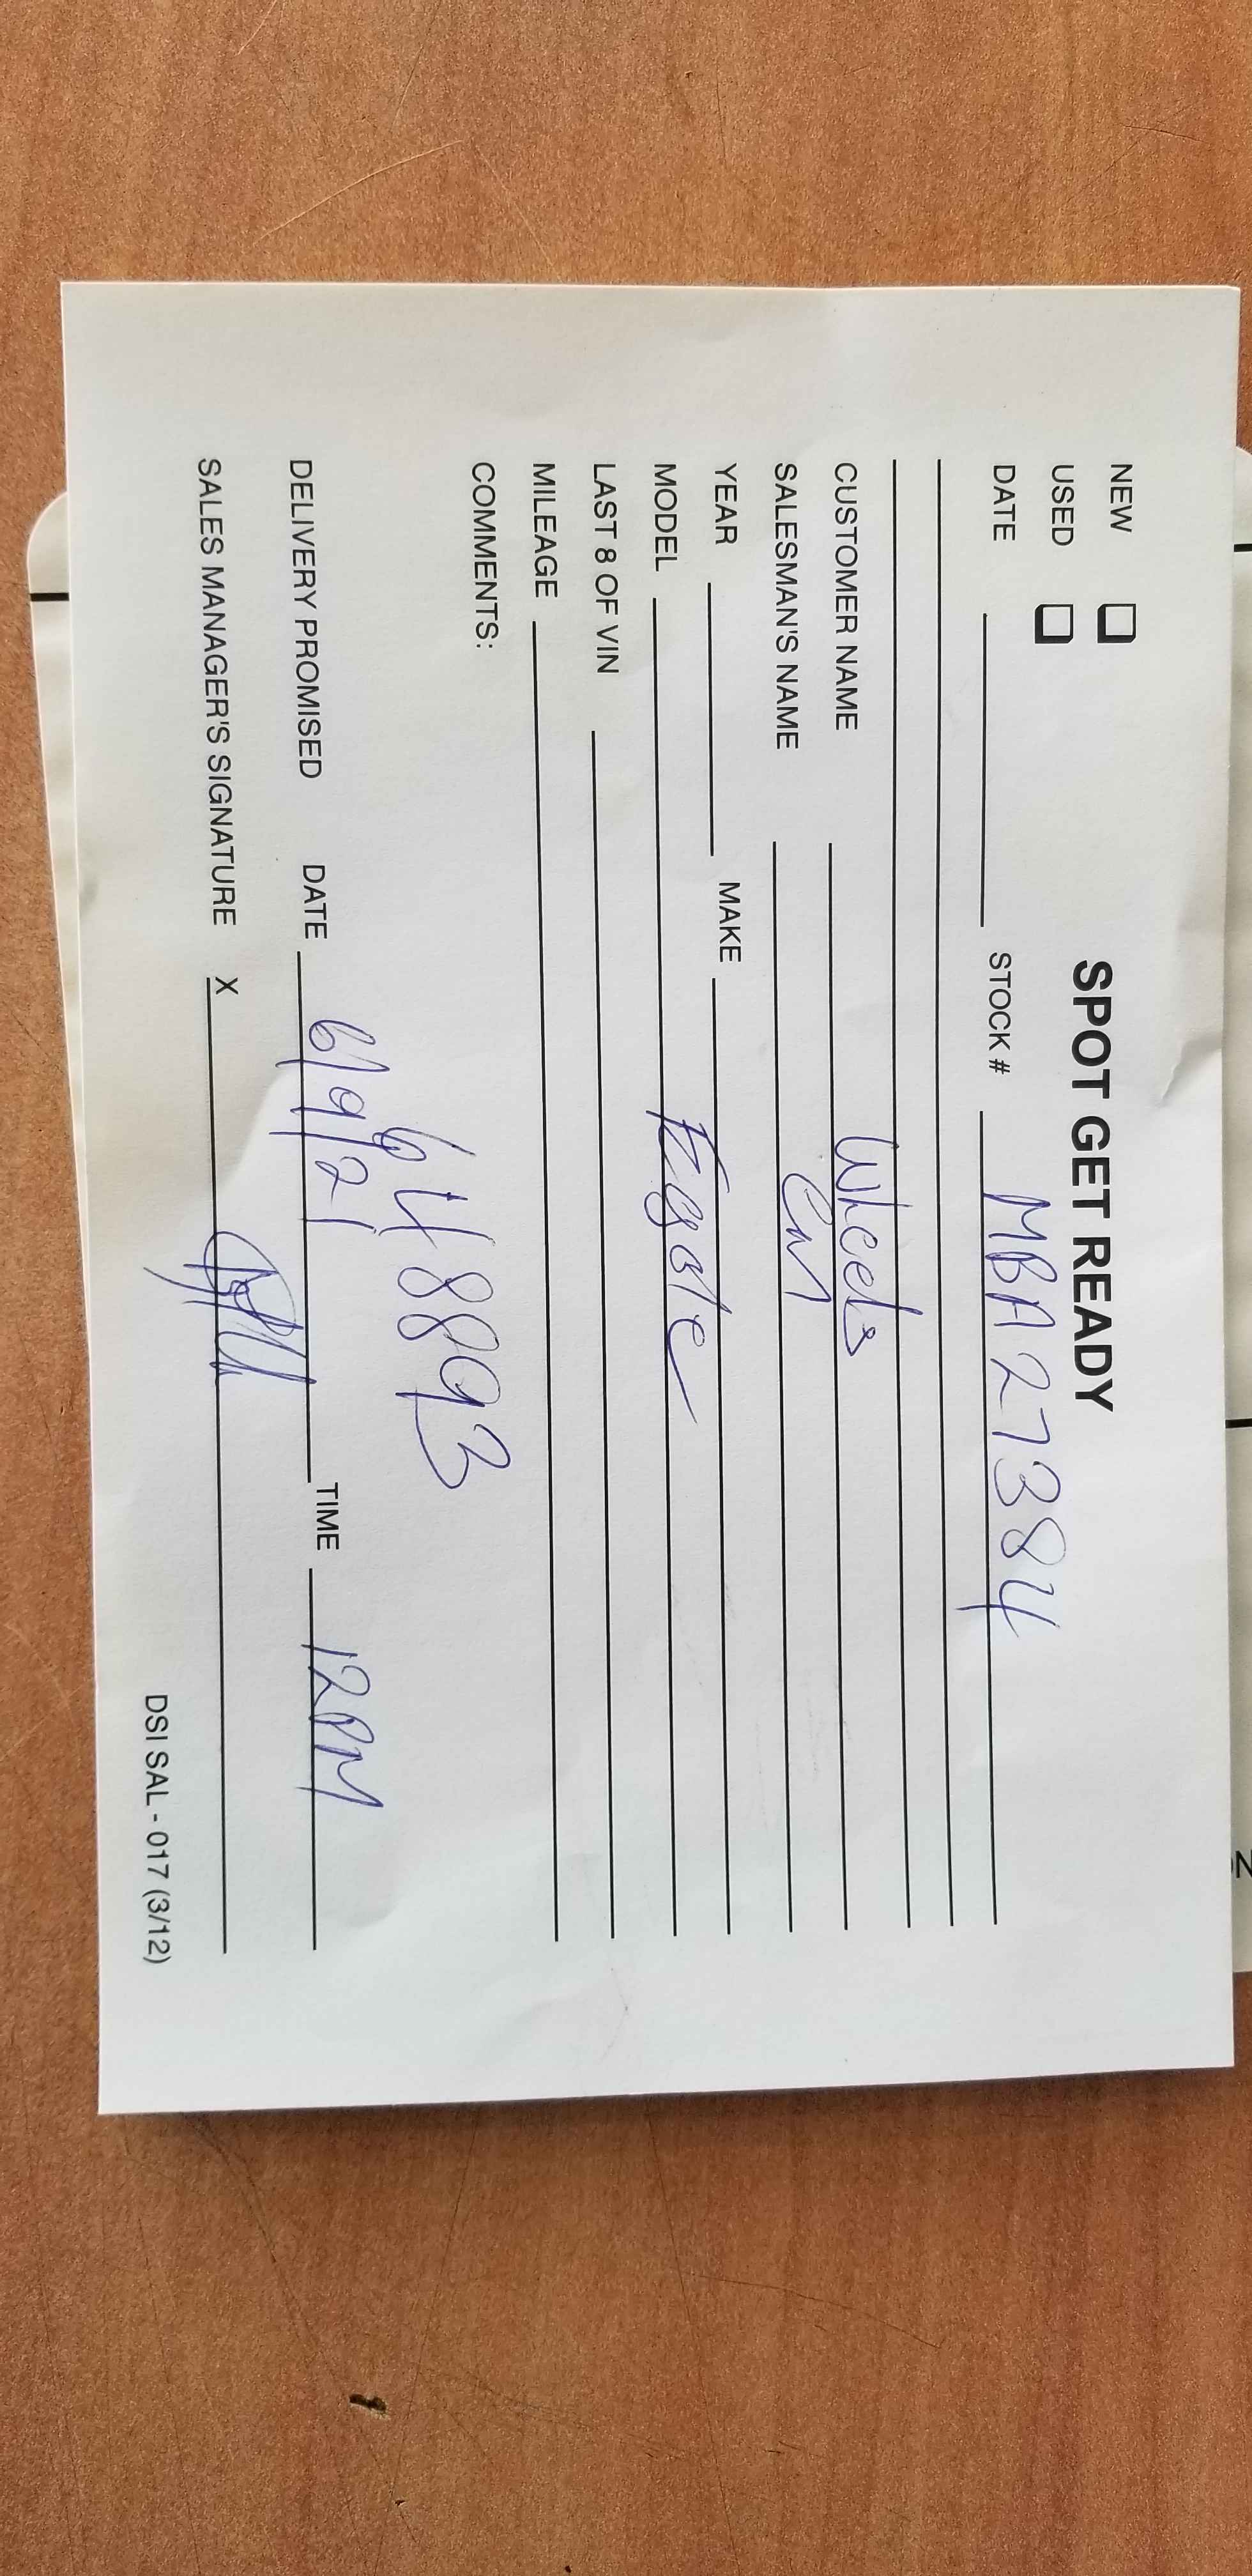 SPOT GET READY
NEW
USED
DATE STOCK # MBA27384
CUSTOMER NAME Wheels
SALESMAN'S NAME
YEAR MAKE
MODEL
LAST 8 OF VIN
MILEAGE
COMMENTS:
648893
DELIVERY PROMISED DATE 6/9/21 TIME 12PM
SALES MANAGER'S SIGNATURE X
DSI SAL - 017 (3/12)